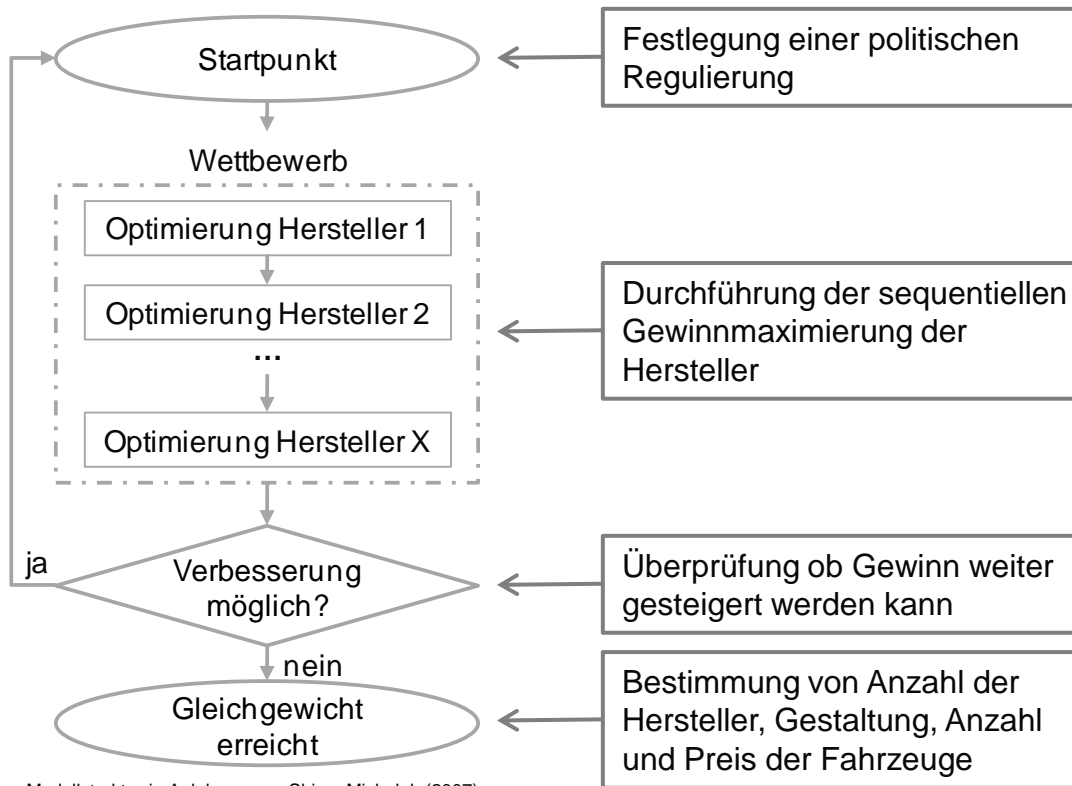 Startpunkt
Festlegung einer politischen
Regulierung
Wettbewerb
Optimierung Hersteller 1
Optimierung Hersteller 2
...
Optimierung Hersteller X
Durchführung der sequentiellen
Gewinnmaximierung der
Hersteller
ja
Verbesserung
möglich?
Überprüfung ob Gewinn weiter
gesteigert werden kann
nein
Gleichgewicht
erreicht
Bestimmung von Anzahl der
Hersteller, Gestaltung, Anzahl
und Preis der Fahrzeuge